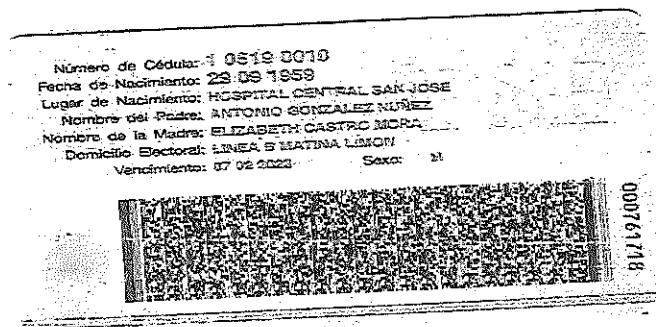 Número de Cédula: 1 0519 0010
Fecha de Nacimiento: 29 09 1959
Lugar de Nacimiento: HOSPITAL CENTRAL SAN JOSE
Nombre del Padre: ANTONIO GONZALEZ NUÑEZ
Nombre de la Madre: ELIZABETH CASTRO MORA
Domicilio Electoral: LINEA B MATINA LIMON
Vencimiento: 07 02 2023 Sexo: M
000761718